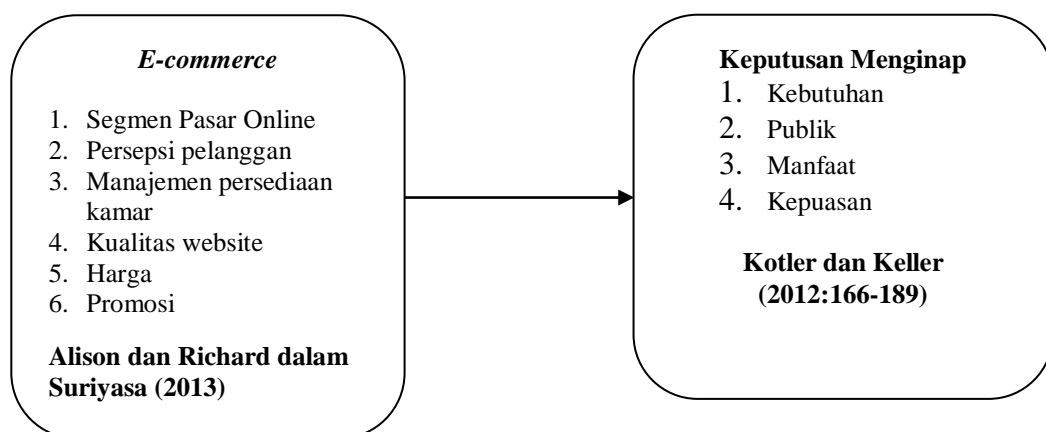 E-commerce
1. Segmen Pasar Online
2. Persepsi pelanggan
3. Manajemen persediaan
kamar
4. Kualitas website
5. Harga
6. Promosi
Alison dan Richard dalam
Suriyasa (2013)
Keputusan Menginap
1. Kebutuhan
2. Publik
3. Manfaat
4. Kepuasan
Kotler dan Keller
(2012:166-189)